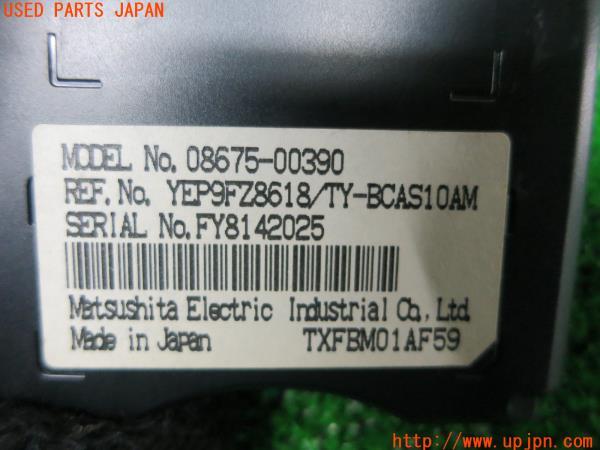 USED PARTS JAPAN
MODEL No. 08675-00390
REF. No. YEP9FZ8618/TY-BCAS10AM
SERIAL No. FY8142025
Matsushita Electric Industrial Co., Ltd.
Made in Japan TXFBM01AF59
http://www.upjpn.com/